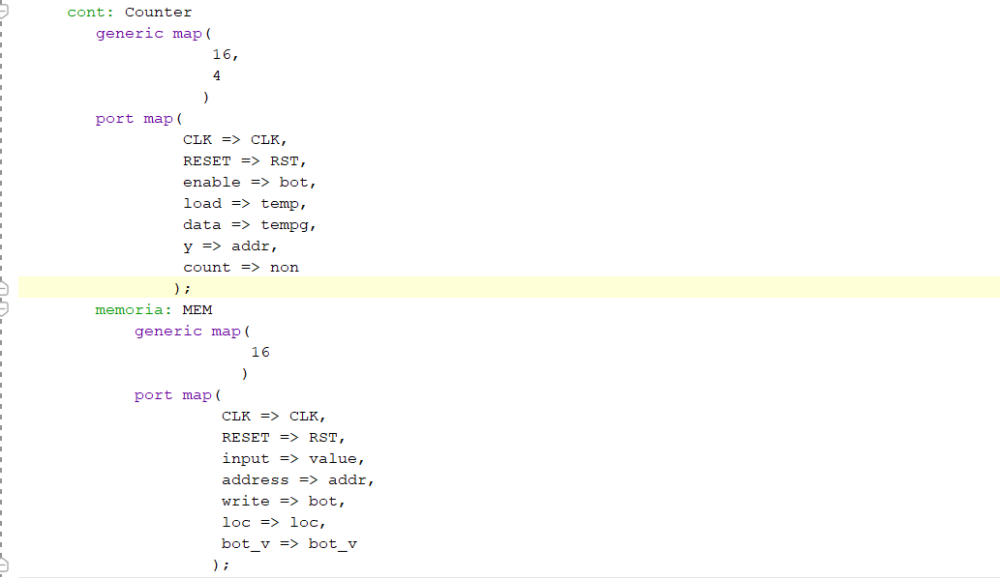 cont: Counter
generic map(
16,
4
)
port map(
CLK => CLK,
RESET => RST,
enable => bot,
load => temp,
data => tempg,
y => addr,
count => non
);
memoria: MEM
generic map(
16
)
port map(
CLK => CLK,
RESET => RST,
input => value,
address => addr,
write => bot,
loc => loc,
bot_v => bot_v
);